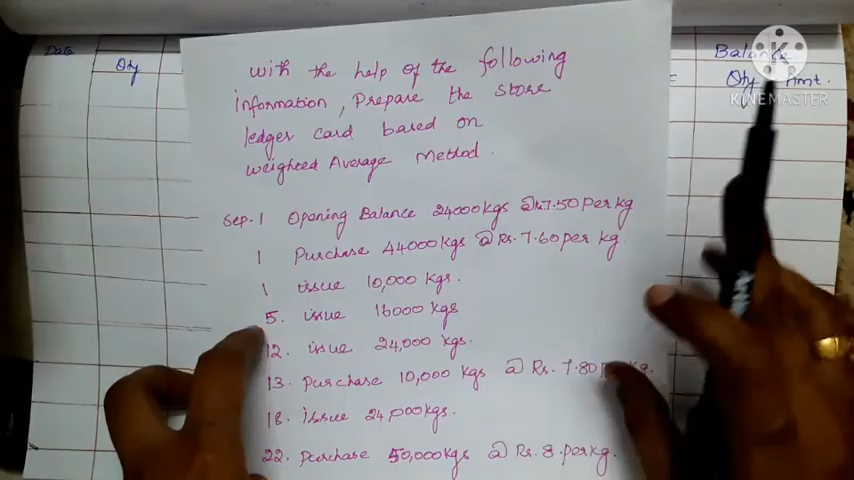 Date
Qty
Balance
Qty Amt.
KINEMASTER
With the help of the following
information, Prepare the store
ledger card based on
weighted Average Method.
Sep. 1 Opening Balance 24000kgs @Rs.7.50 per kg
1 Purchase 44000kgs @ Rs. 7.60 per kg.
1 issue 10,000 kgs.
5. issue 16000 kgs
12. issue 24,000 kgs.
13. Purchase 10,000 kgs @ Rs. 7.80 kg.
18. issue 24,000kgs.
22. Purchase 50,000kgs @ Rs. 8. per kg.